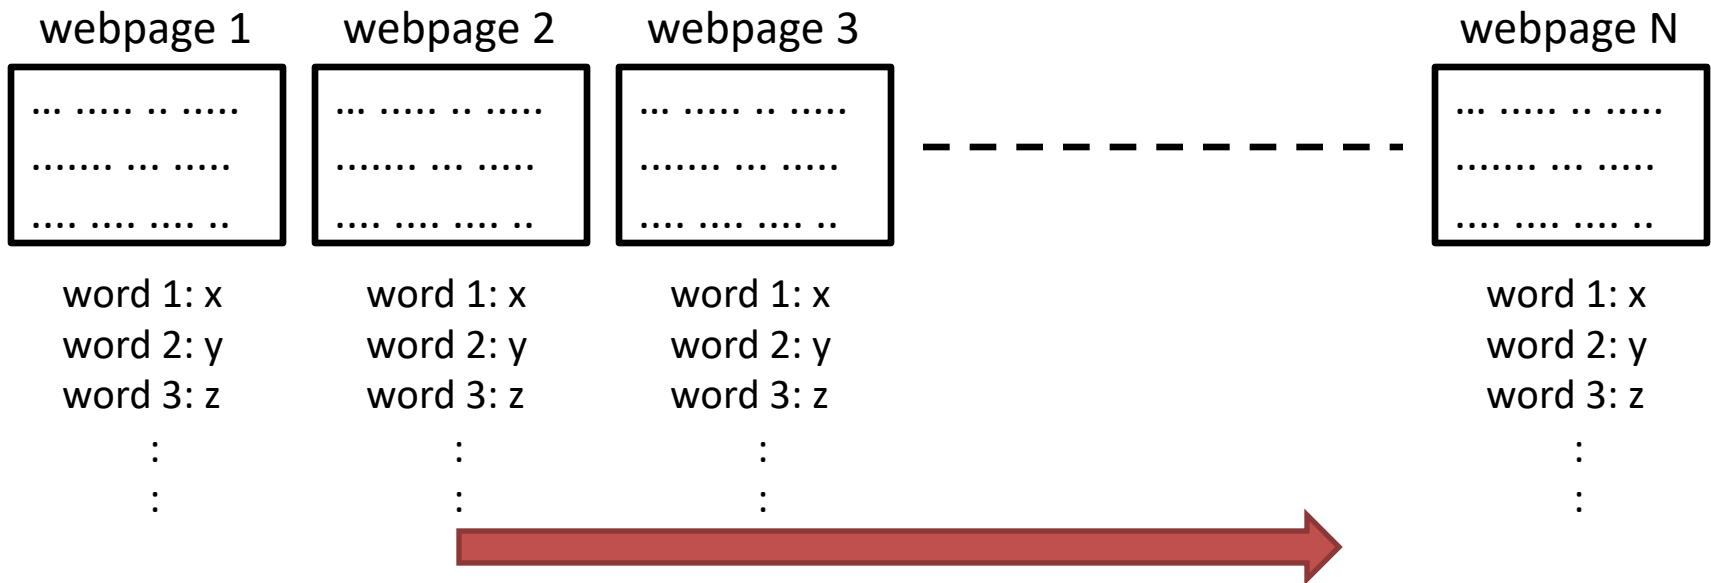 webpage 1 webpage 2 webpage 3 webpage N
... ..... .. ..... ... ..... .. ..... ... ..... .. ..... ... ..... .. .....
....... ... ..... ....... ... ..... ....... ... ..... ....... ... .....
.... .... .... .. .... .... .... .. .... .... .... .. .... .... .... ..
word 1: x word 1: x word 1: x word 1: x
word 2: y word 2: y word 2: y word 2: y
word 3: z word 3: z word 3: z word 3: z
: : : :
: : : :